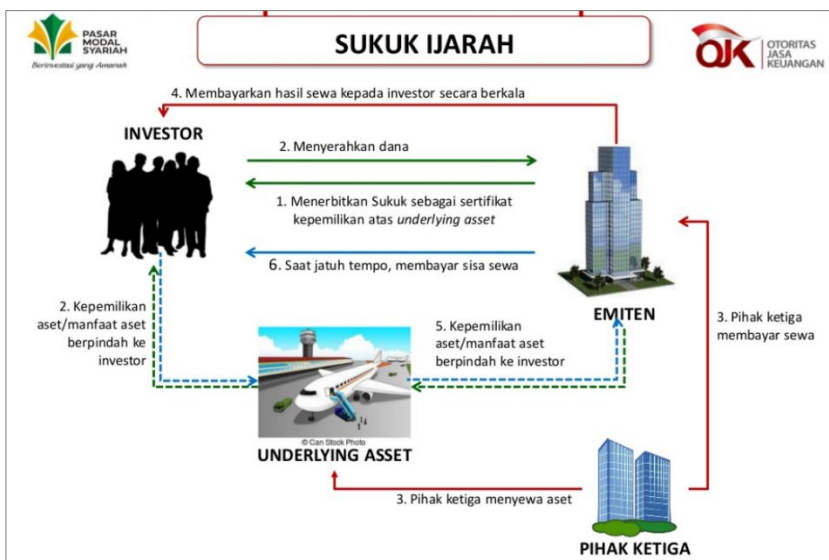 PASAR
MODAL
SYARIAH
Berinvestasi yang Amanah
SUKUK IJARAH
OJK
OTORITAS
JASA
KEUANGAN
4. Membayarkan hasil sewa kepada investor secara berkala
INVESTOR
2. Menyerahkan dana
1. Menerbitkan Sukuk sebagai sertifikat
kepemilikan atas underlying asset
6. Saat jatuh tempo, membayar sisa sewa
EMITEN
2. Kepemilikan
aset/manfaat aset
berpindah ke
investor
5. Kepemilikan
aset/manfaat aset
berpindah ke investor
3. Pihak ketiga
membayar sewa
© Can Stock Photo
UNDERLYING ASSET
3. Pihak ketiga menyewa aset
PIHAK KETIGA